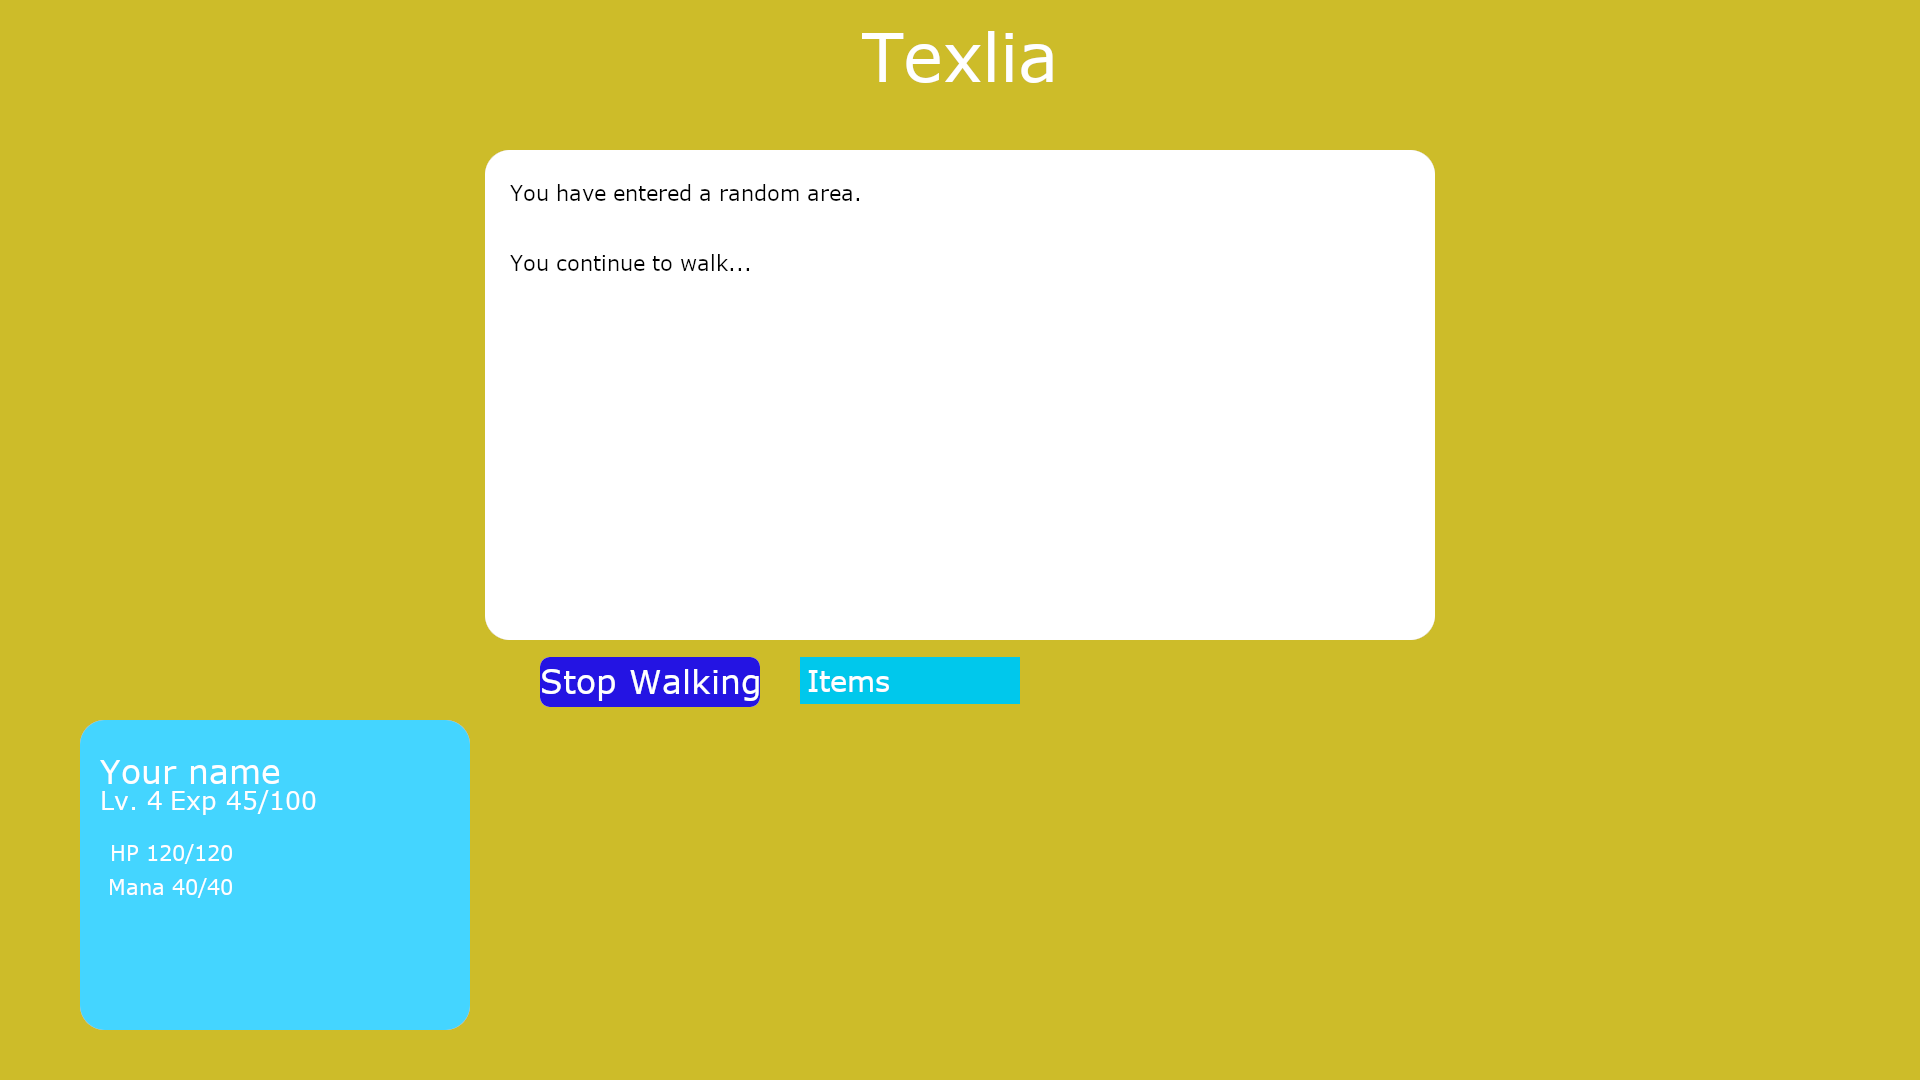 Texlia
You have entered a random area.
You continue to walk...
Stop Walking
Items
Your name
Lv. 4 Exp 45/100
HP 120/120
Mana 40/40